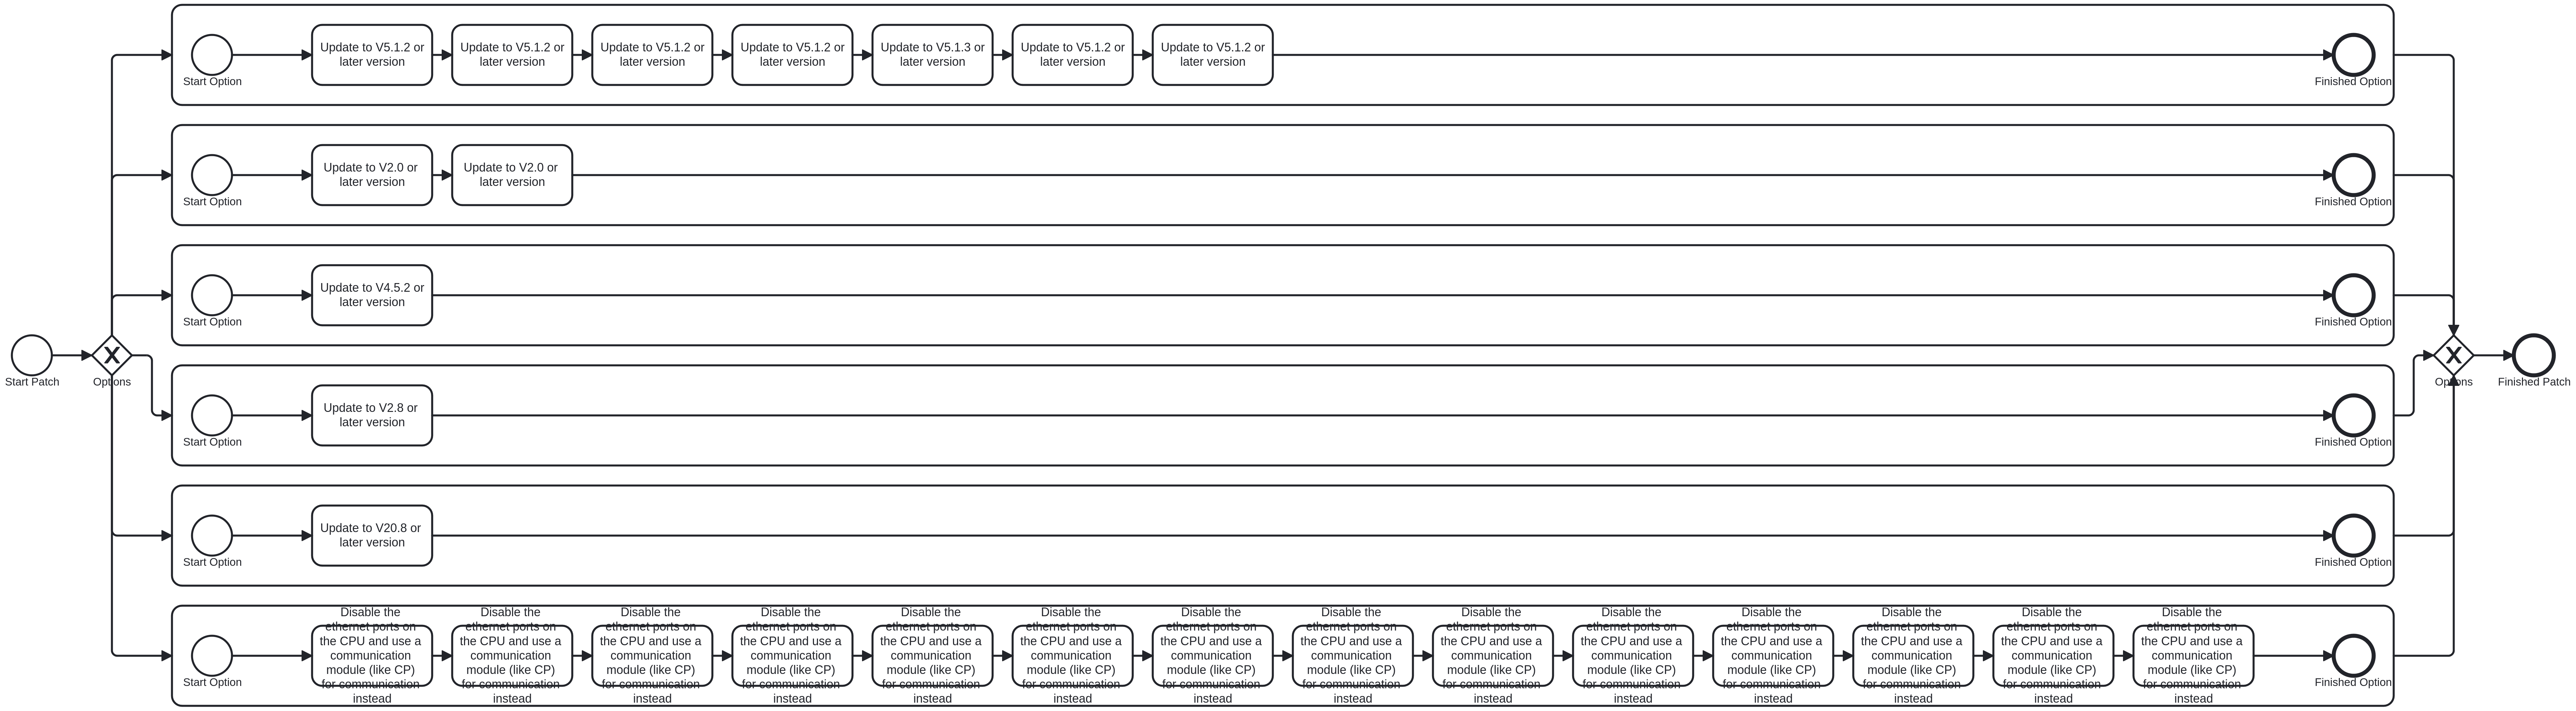 Update to V5.1.2 or
later version
Update to V5.1.2 or
later version
Update to V5.1.2 or
later version
Update to V5.1.2 or
later version
Update to V5.1.3 or
later version
Update to V5.1.2 or
later version
Update to V5.1.2 or
later version
Start Option
Finished Option
Update to V2.0 or
later version
Update to V2.0 or
later version
Start Option
Finished Option
Update to V4.5.2 or
later version
Start Option
Finished Option
X
X
Start Patch
Options
Options
Finished Patch
Update to V2.8 or
later version
Start Option
Finished Option
Update to V20.8 or
later version
Start Option
Finished Option
Disable the
ethernet ports on
the CPU and use a
communication
module (like CP)
for communication
instead
Disable the
ethernet ports on
the CPU and use a
communication
module (like CP)
for communication
instead
Disable the
ethernet ports on
the CPU and use a
communication
module (like CP)
for communication
instead
Disable the
ethernet ports on
the CPU and use a
communication
module (like CP)
for communication
instead
Disable the
ethernet ports on
the CPU and use a
communication
module (like CP)
for communication
instead
Disable the
ethernet ports on
the CPU and use a
communication
module (like CP)
for communication
instead
Disable the
ethernet ports on
the CPU and use a
communication
module (like CP)
for communication
instead
Disable the
ethernet ports on
the CPU and use a
communication
module (like CP)
for communication
instead
Disable the
ethernet ports on
the CPU and use a
communication
module (like CP)
for communication
instead
Disable the
ethernet ports on
the CPU and use a
communication
module (like CP)
for communication
instead
Disable the
ethernet ports on
the CPU and use a
communication
module (like CP)
for communication
instead
Disable the
ethernet ports on
the CPU and use a
communication
module (like CP)
for communication
instead
Disable the
ethernet ports on
the CPU and use a
communication
module (like CP)
for communication
instead
Disable the
ethernet ports on
the CPU and use a
communication
module (like CP)
for communication
instead
Start Option
Finished Option